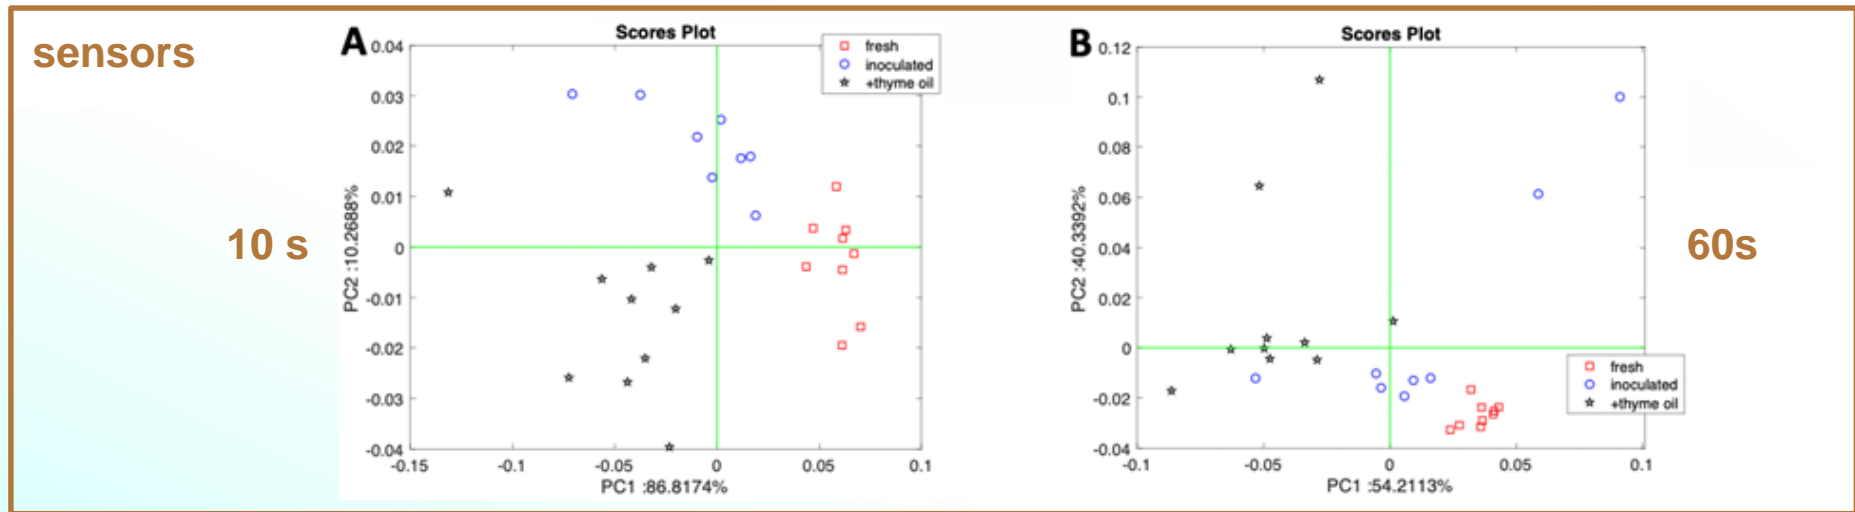 sensors
10 s
A
Scores Plot
fresh
inoculated
+thyme oil
0.04
0.03
0.02
0.01
0
-0.01
-0.02
-0.03
-0.04
PC2 :10.2688%
-0.15 -0.1 -0.05 0 0.05 0.1
PC1 :86.8174%
B
Scores Plot
0.12
0.1
0.08
0.06
0.04
0.02
0
-0.02
-0.04
PC2 :40.3392%
fresh
inoculated
+thyme oil
-0.1 -0.05 0 0.05 0.1
PC1 :54.2113%
60s